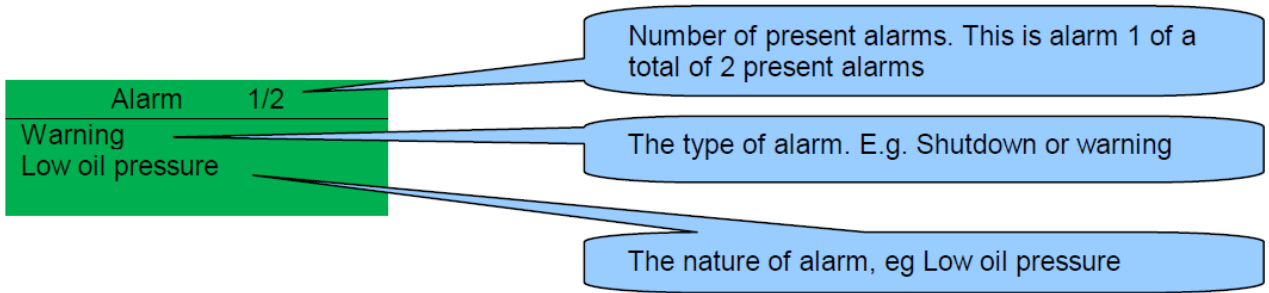 Alarm 1/2
Warning
Low oil pressure
Number of present alarms. This is alarm 1 of a
total of 2 present alarms
The type of alarm. E.g. Shutdown or warning
The nature of alarm, eg Low oil pressure